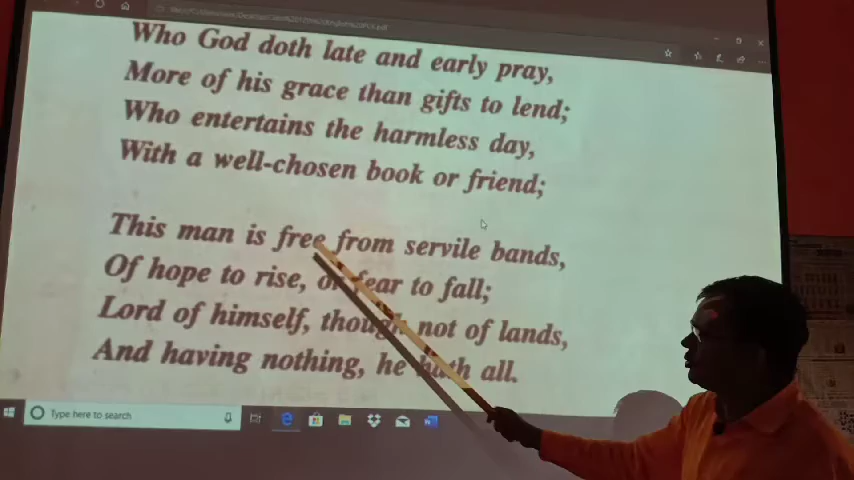 Who God doth late and early pray,
More of his grace than gifts to lend;
Who entertains the harmless day,
With a well-chosen book or friend;
This man is free from servile bands,
Of hope to rise, or fear to fall;
Lord of himself, though not of lands,
And having nothing, he hath all.
Type here to search